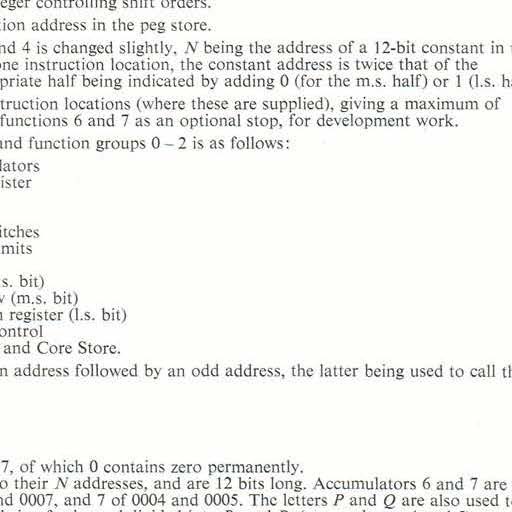 eger controlling shift orders.
tion address in the peg store.
nd 4 is changed slightly, N being the address of a 12-bit constant in
one instruction location, the constant address is twice that of the
opriate half being indicated by adding 0 (for the m.s. half) or 1 (l.s. h
truction locations (where these are supplied), giving a maximum of
functions 6 and 7 as an optional stop, for development work.
and function groups 0 – 2 is as follows:
lators
ister
itches
mits
s. bit)
(m.s. bit)
register (l.s. bit)
ontrol
and Core Store.
n address followed by an odd address, the latter being used to call th
7, of which 0 contains zero permanently.
o their N addresses, and are 12 bits long. Accumulators 6 and 7 are
nd 0007, and 7 of 0004 and 0005. The letters P and Q are also used to